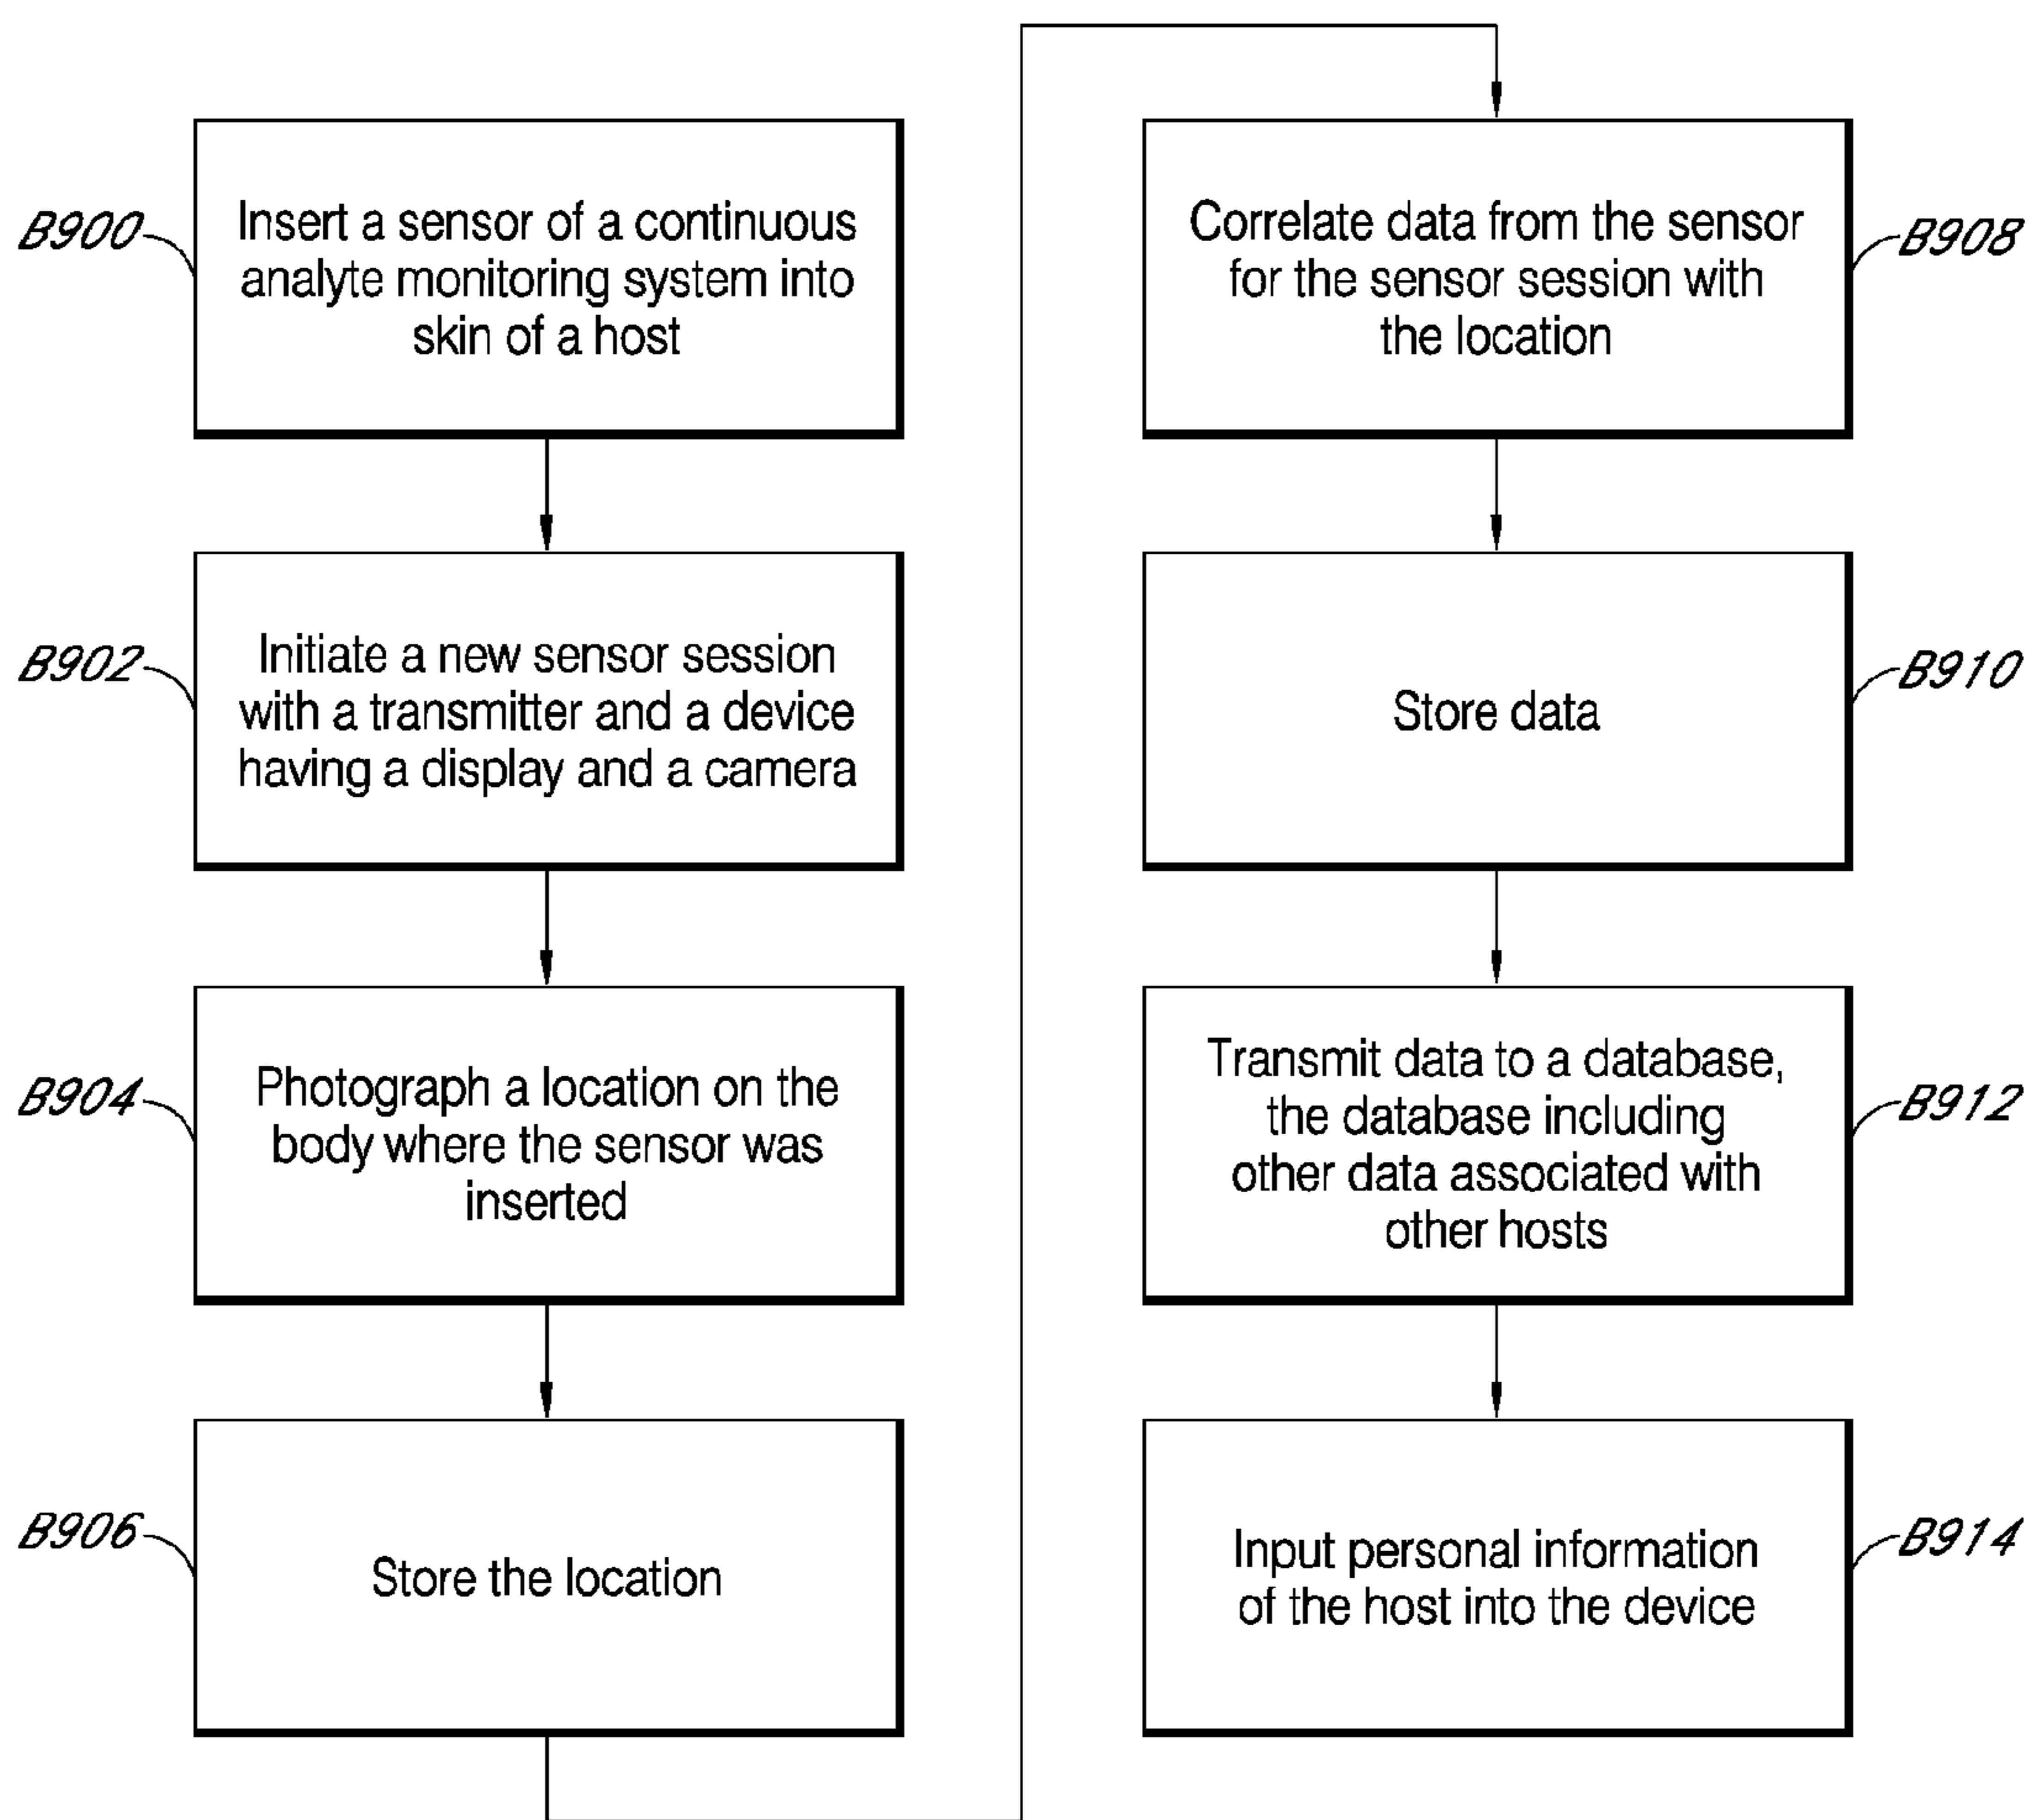 B900
Insert a sensor of a continuous
analyte monitoring system into
skin of a host
B902
Initiate a new sensor session
with a transmitter and a device
having a display and a camera
B904
Photograph a location on the
body where the sensor was
inserted
B906
Store the location
Correlate data from the sensor
for the sensor session with
the location
B908
Store data
B910
Transmit data to a database,
the database including
other data associated with
other hosts
B912
Input personal information
of the host into the device
B914